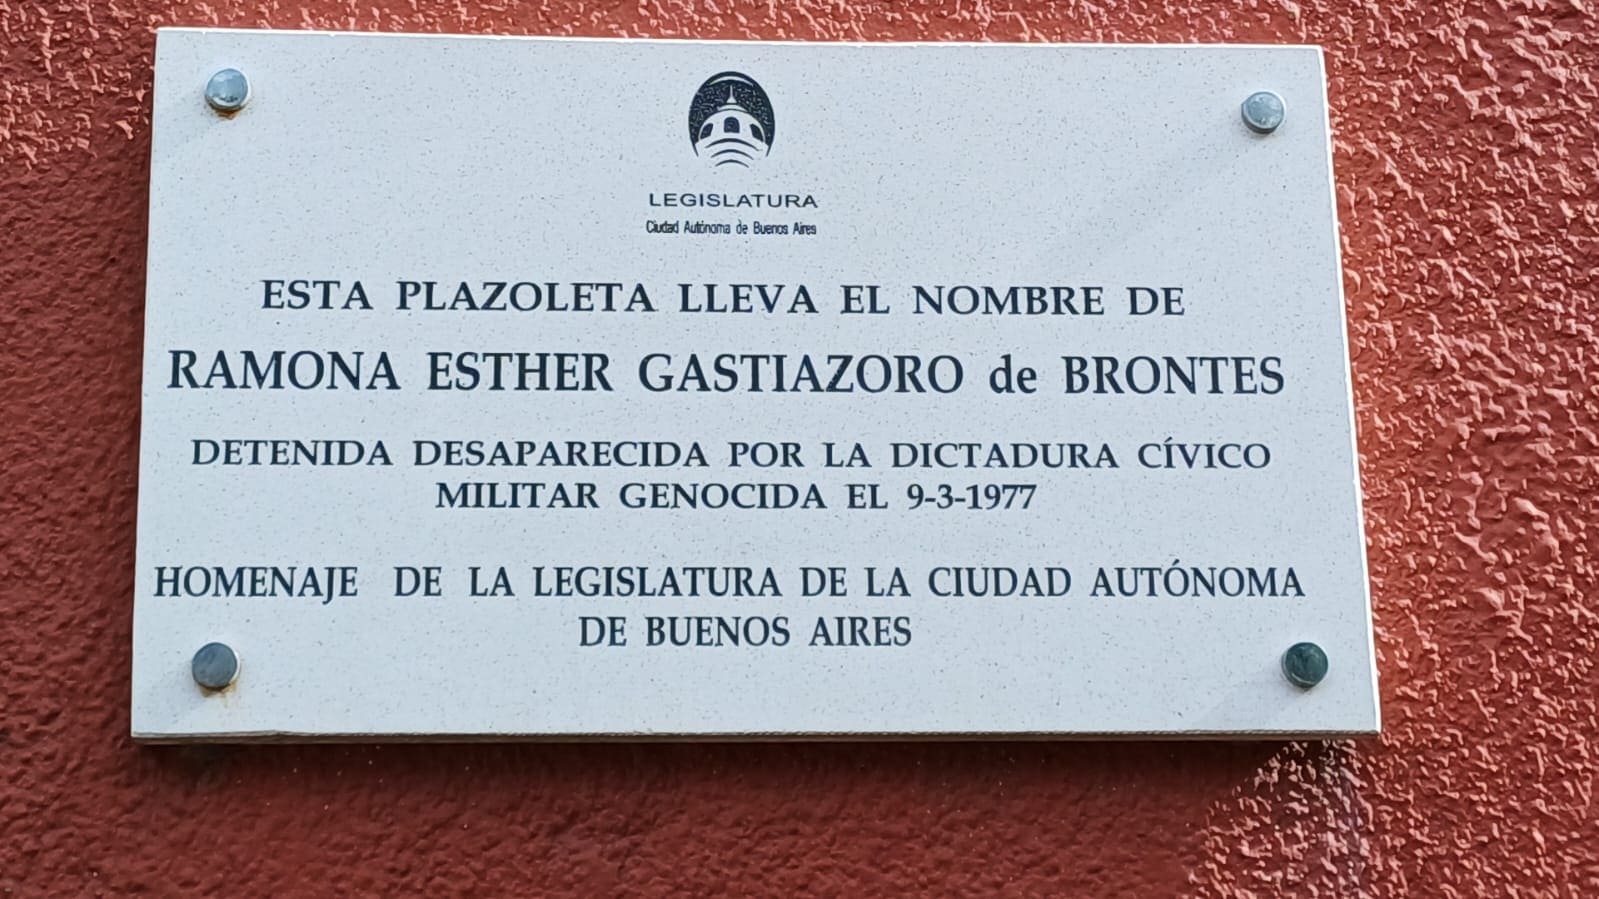 LEGISLATURA
Ciudad Autónoma de Buenos Aires
ESTA PLAZOLETA LLEVA EL NOMBRE DE
RAMONA ESTHER GASTIAZORO de BRONTES
DETENIDA DESAPARECIDA POR LA DICTADURA CÍVICO
MILITAR GENOCIDA EL 9-3-1977
HOMENAJE DE LA LEGISLATURA DE LA CIUDAD AUTÓNOMA
DE BUENOS AIRES